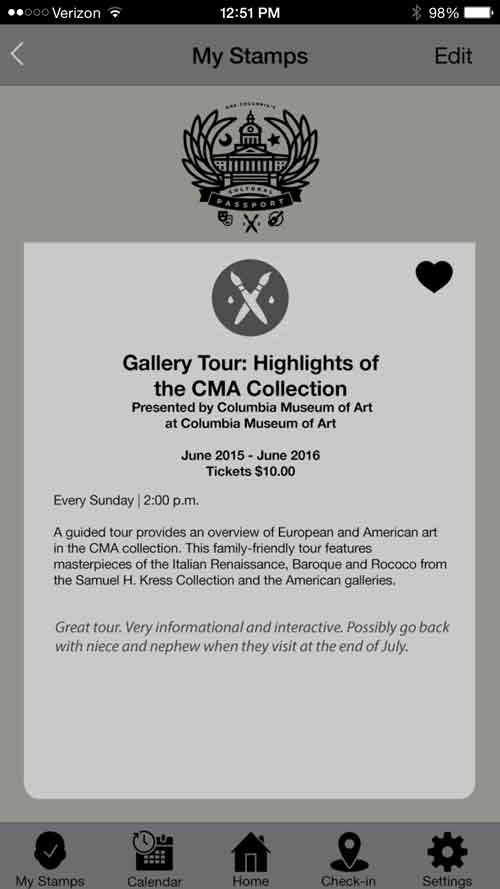 Verizon 12:51 PM 98%
My Stamps Edit
ONE COLUMBIA'S
CULTURAL
PASSPORT
Gallery Tour: Highlights of
the CMA Collection
Presented by Columbia Museum of Art
at Columbia Museum of Art
June 2015 - June 2016
Tickets $10.00
Every Sunday | 2:00 p.m.
A guided tour provides an overview of European and American art
in the CMA collection. This family-friendly tour features
masterpieces of the Italian Renaissance, Baroque and Rococo from
the Samuel H. Kress Collection and the American galleries.
Great tour. Very informational and interactive. Possibly go back
with niece and nephew when they visit at the end of July.
My Stamps Calendar Home Check-in Settings